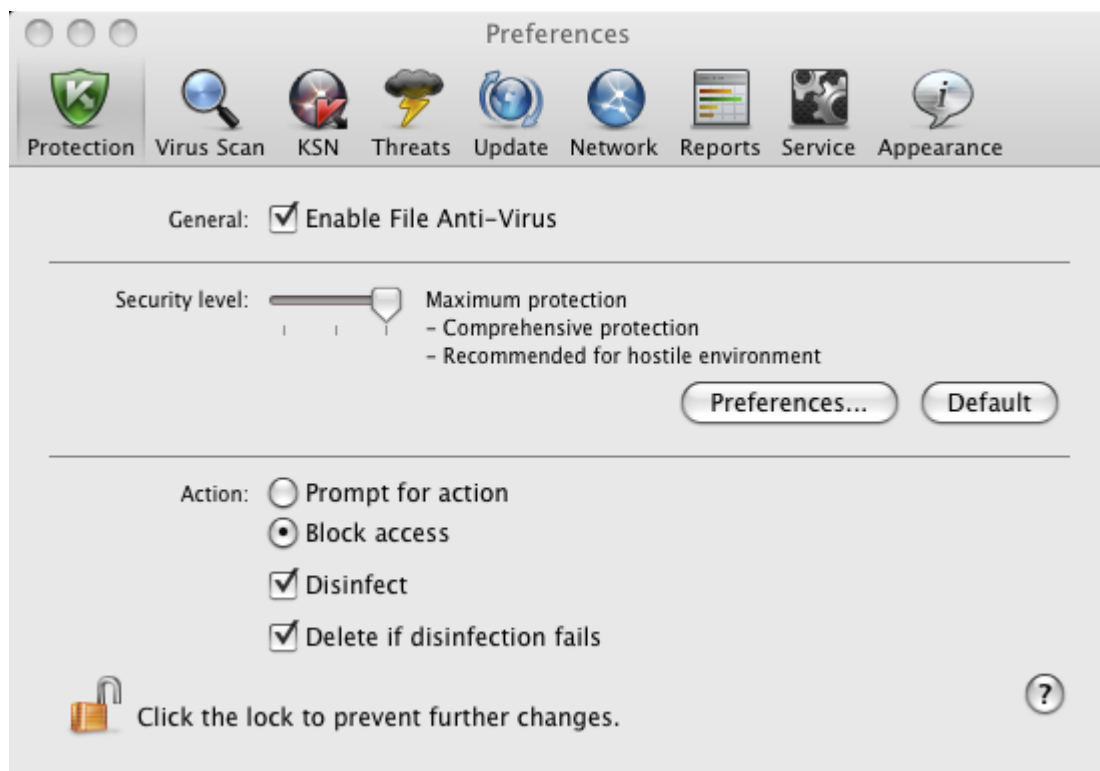 Preferences
Protection Virus Scan KSN Threats Update Network Reports Service Appearance
General: Enable File Anti-Virus
Security level: Maximum protection
- Comprehensive protection
- Recommended for hostile environment
Preferences... Default
Action: Prompt for action
Block access
Disinfect
Delete if disinfection fails
?
Click the lock to prevent further changes.